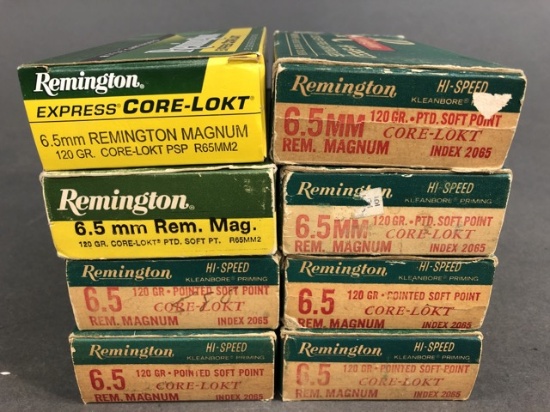 Remington
EXPRESS CORE-LOKT
6.5mm REMINGTON MAGNUM
120 GR. CORE-LOKT PSP R65MM2
Remington
6.5 mm Rem. Mag.
120 GR. CORE-LOKT PTD. SOFT PT. R65MM2
Remington HI-SPEED
KLEANBORE PRIMING
6.5 120 GR • POINTED SOFT POINT
CORE-LOKT
REM. MAGNUM INDEX 2065
Remington HI-SPEED
KLEANBORE PRIMING
6.5 120 GR • POINTED SOFT POINT
CORE-LOKT
REM. MAGNUM INDEX 2065
Remington HI-SPEED
KLEANBORE
6.5MM 120 GR. • PTD. SOFT POINT
CORE-LOKT
REM. MAGNUM INDEX 2065
Remington HI-SPEED
KLEANBORE PRIMING
6.5MM 120 GR. • PTD. SOFT POINT
CORE-LOKT
REM. MAGNUM INDEX 2065
Remington HI-SPEED
KLEANBORE PRIMING
6.5 120 GR • POINTED SOFT POINT
CORE-LOKT
REM. MAGNUM INDEX 2065
Remington HI-SPEED
KLEANBORE PRIMING
6.5 120 GR • POINTED SOFT POINT
CORE-LOKT
REM. MAGNUM INDEX 2065